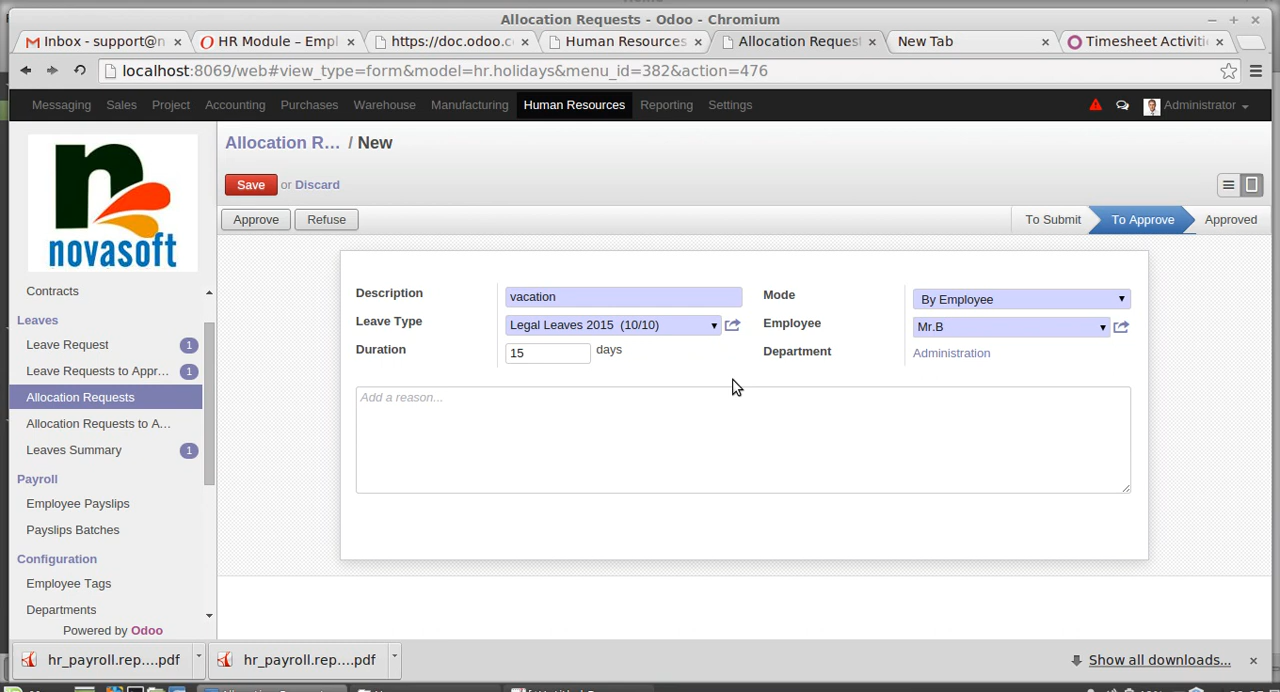 Allocation Requests - Odoo - Chromium
Inbox - support@n
HR Module – Empl
https://doc.odoo.c
Human Resources
Allocation Request
New Tab
Timesheet Activiti
localhost:8069/web#view_type=form&model=hr.holidays&menu_id=382&action=476
Messaging Sales Project Accounting Purchases Warehouse Manufacturing Human Resources Reporting Settings Administrator
novasoft
Allocation R... / New
Save or Discard
Approve Refuse To Submit To Approve Approved
Contracts
Leaves
Leave Request 1
Leave Requests to Appr... 1
Allocation Requests
Allocation Requests to A...
Leaves Summary 1
Payroll
Employee Payslips
Payslips Batches
Configuration
Employee Tags
Departments
Powered by Odoo
Description vacation
Leave Type Legal Leaves 2015 (10/10)
Duration 15 days
Mode By Employee
Employee Mr.B
Department Administration
Add a reason...
hr_payroll.rep....pdf
hr_payroll.rep....pdf
Show all downloads...